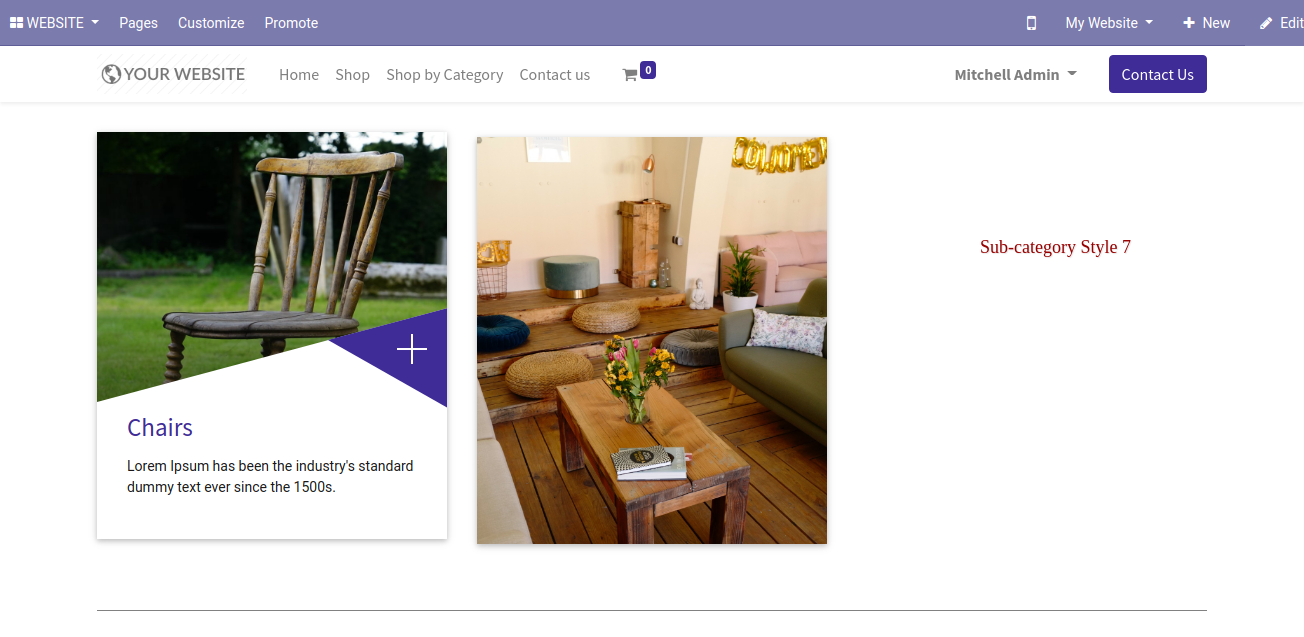 WEBSITE Pages Customize Promote My Website New Edit
YOUR WEBSITE Home Shop Shop by Category Contact us 0 Mitchell Admin Contact Us
Sub-category Style 7
Chairs
Lorem Ipsum has been the industry's standard
dummy text ever since the 1500s.